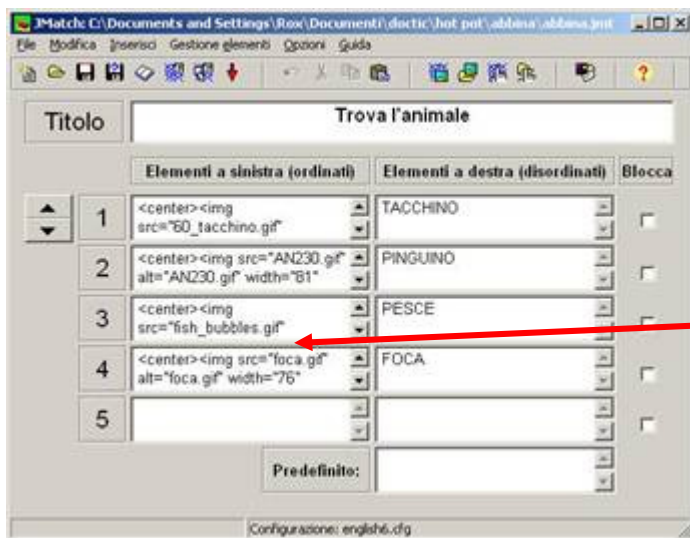 JMatch: C:\Documents and Settings\Rox\Documenti\doctic\hot pot\abbina\abbina.jmt
File Modifica Inserisci Gestione elementi Opzioni Guida
Titolo
Trova l'animale
Elementi a sinistra (ordinati) Elementi a destra (disordinati) Blocca
1
<center><img
src="60_tacchino.gif"
TACCHINO
2
<center><img src="AN230.gif"
alt="AN230.gif" width="81"
PINGUINO
3
<center><img
src="fish_bubbles.gif"
PESCE
4
<center><img src="foca.gif"
alt="foca.gif" width="76"
FOCA
5
Predefinito:
Configurazione: english6.cfg